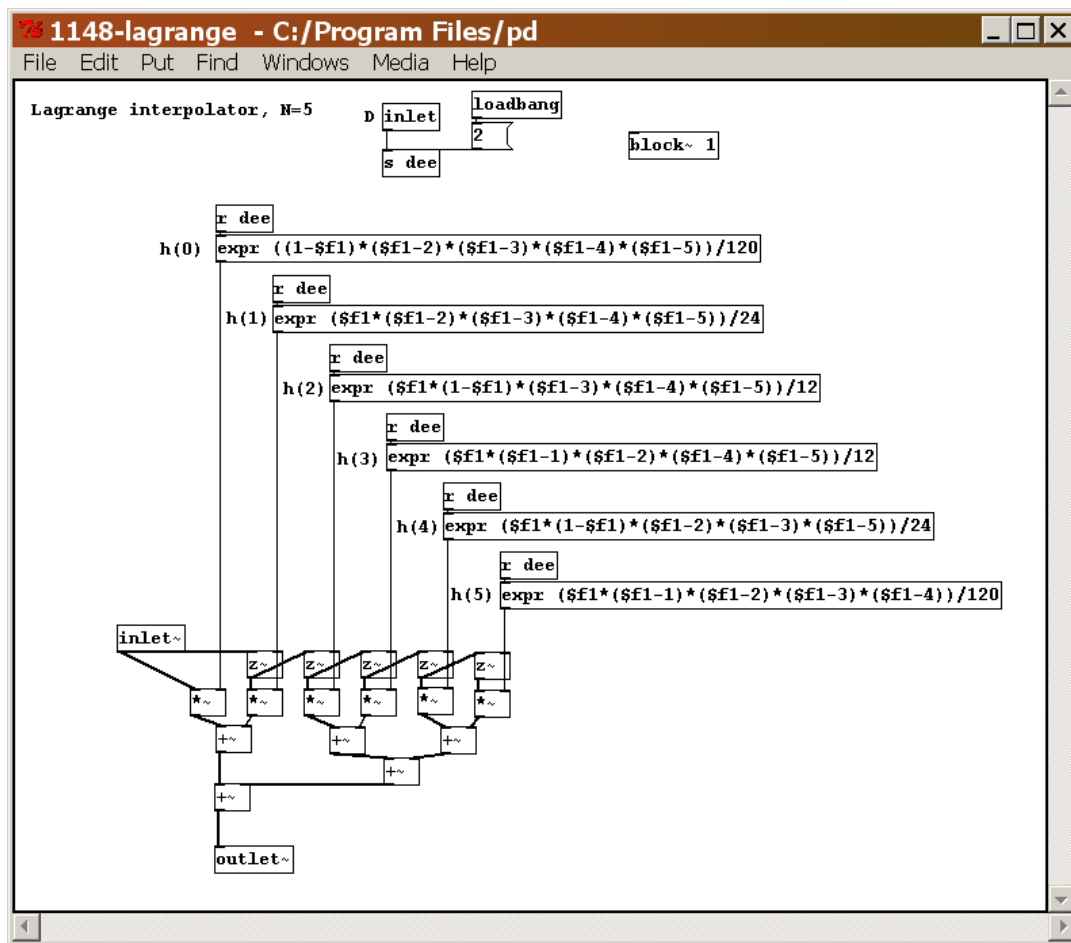 1148-lagrange - C:/Program Files/pd
File Edit Put Find Windows Media Help
Lagrange interpolator, N=5
D inlet
loadbang
2
s dee
block~ 1
r dee
h(0) expr ((1-$f1)*($f1-2)*($f1-3)*($f1-4)*($f1-5))/120
r dee
h(1) expr ($f1*($f1-2)*($f1-3)*($f1-4)*($f1-5))/24
r dee
h(2) expr ($f1*(1-$f1)*($f1-3)*($f1-4)*($f1-5))/12
r dee
h(3) expr ($f1*($f1-1)*($f1-2)*($f1-4)*($f1-5))/12
r dee
h(4) expr ($f1*(1-$f1)*($f1-2)*($f1-3)*($f1-5))/24
r dee
h(5) expr ($f1*($f1-1)*($f1-2)*($f1-3)*($f1-4))/120
inlet~
z~ z~ z~ z~ z~
*~ *~ *~ *~ *~ *~
+~ +~ +~
+~
+~
outlet~